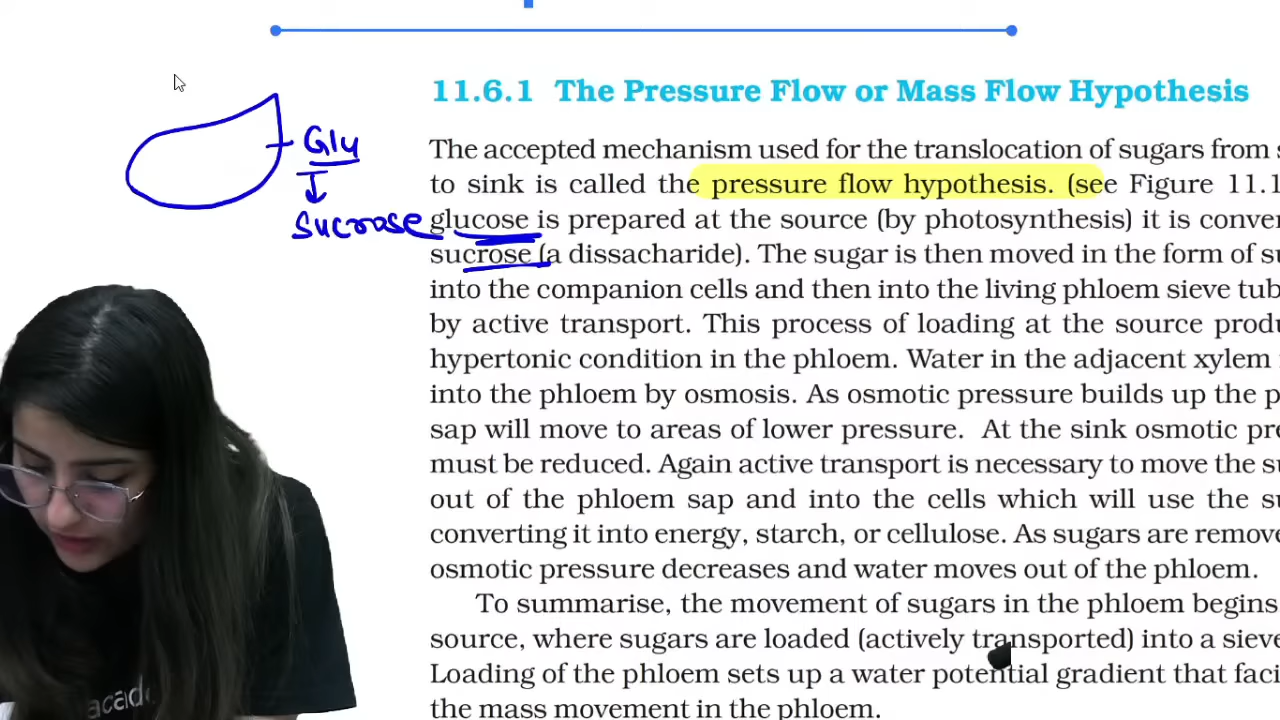 11.6.1 The Pressure Flow or Mass Flow Hypothesis
Glu
Sucrose
The accepted mechanism used for the translocation of sugars from
to sink is called the pressure flow hypothesis. (see Figure 11.1
glucose is prepared at the source (by photosynthesis) it is
sucrose (a dissacharide). The sugar is then moved in the form of
into the companion cells and then into the living phloem sieve
by active transport. This process of loading at the source
hypertonic condition in the phloem. Water in the adjacent xylem
into the phloem by osmosis. As osmotic pressure builds up the
sap will move to areas of lower pressure. At the sink osmotic
must be reduced. Again active transport is necessary to move the
out of the phloem sap and into the cells which will use the
converting it into energy, starch, or cellulose. As sugars are
osmotic pressure decreases and water moves out of the phloem.
To summarise, the movement of sugars in the phloem begins
source, where sugars are loaded (actively transported) into a
Loading of the phloem sets up a water potential gradient that
the mass movement in the phloem.
acad